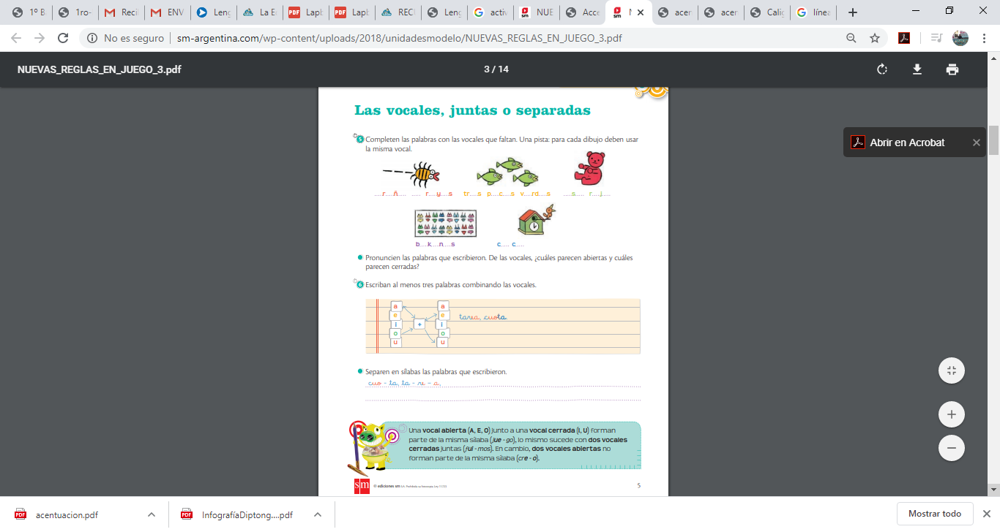 1º B
1ro-
Reci
ENV
Leng
La E
Lapb
Lapb
REC
Leng
activ
NUE
Acce
N
acer
acer
Calig
línea
No es seguro | sm-argentina.com/wp-content/uploads/2018/unidadesmodelo/NUEVAS_REGLAS_EN_JUEGO_3.pdf
NUEVAS_REGLAS_EN_JUEGO_3.pdf
3 / 14
Abrir en Acrobat
Las vocales, juntas o separadas
5 Completen las palabras con las vocales que faltan. Una pista: para cada dibujo deben usar
la misma vocal.
.....r.....ñ..... ..... r.....y.....s tr.....s p.....c.....s v.....rd.....s .....s..... r.....j.....
b.....k.....n.....s c..... c.....
Pronuncien las palabras que escribieron. De las vocales, ¿cuáles parecen abiertas y cuáles
parecen cerradas?
6 Escriban al menos tres palabras combinando las vocales.
a a
e e tarea, cuota.
i + i
o o
u u
Separen en sílabas las palabras que escribieron.
cuo - ta, ta - re - a,
Una vocal abierta (A, E, O) junto a una vocal cerrada (I, U) forman
parte de la misma sílaba (jue - go), lo mismo sucede con dos vocales
cerradas juntas (fui - mos). En cambio, dos vocales abiertas no
forman parte de la misma sílaba (cre - o).
sm © ediciones sm S.A. Prohibida su fotocopia. Ley 11.723
5
acentuacion.pdf
InfografíaDiptong....pdf
Mostrar todo